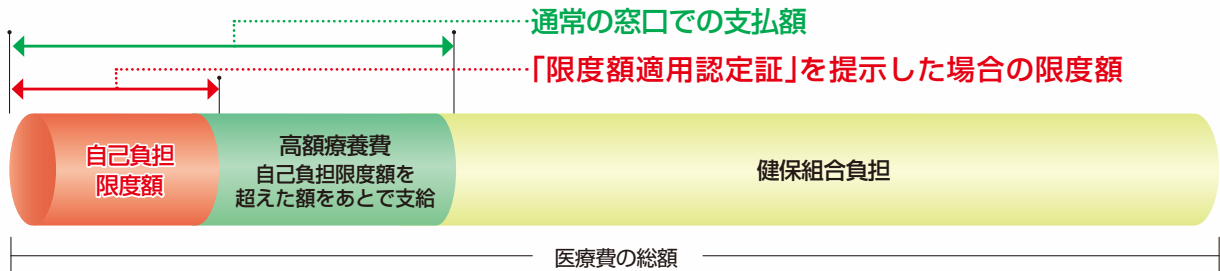 通常の窓口での支払額
「限度額適用認定証」を提示した場合の限度額
自己負担
限度額
高額療養費
自己負担限度額を
超えた額をあとで支給
健保組合負担
医療費の総額